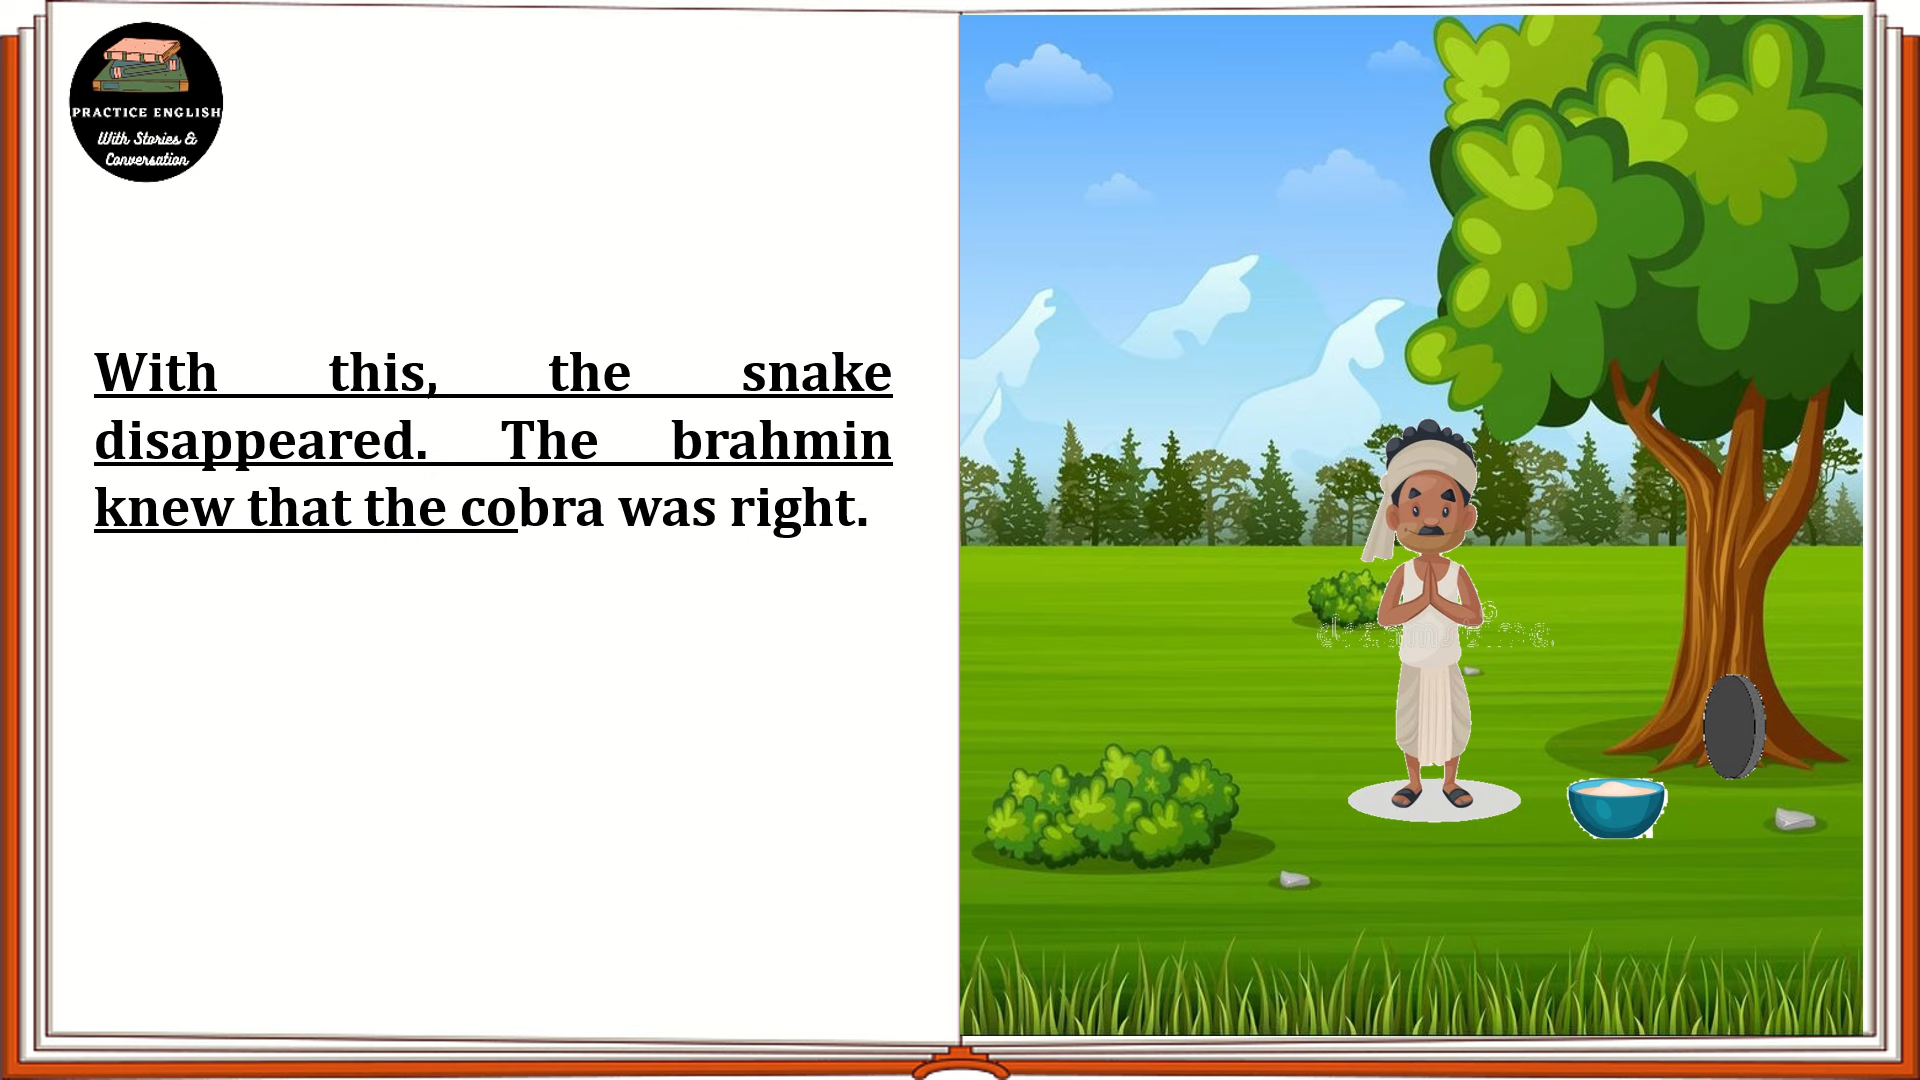 PRACTICE ENGLISH
With Stories &
Conversation
With this, the snake
disappeared. The brahmin
knew that the cobra was right.